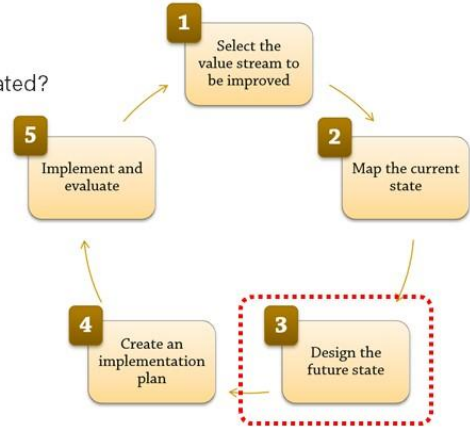 ated?
1
Select the
value stream to
be improved
2
Map the current
state
3
Design the
future state
4
Create an
implementation
plan
5
Implement and
evaluate